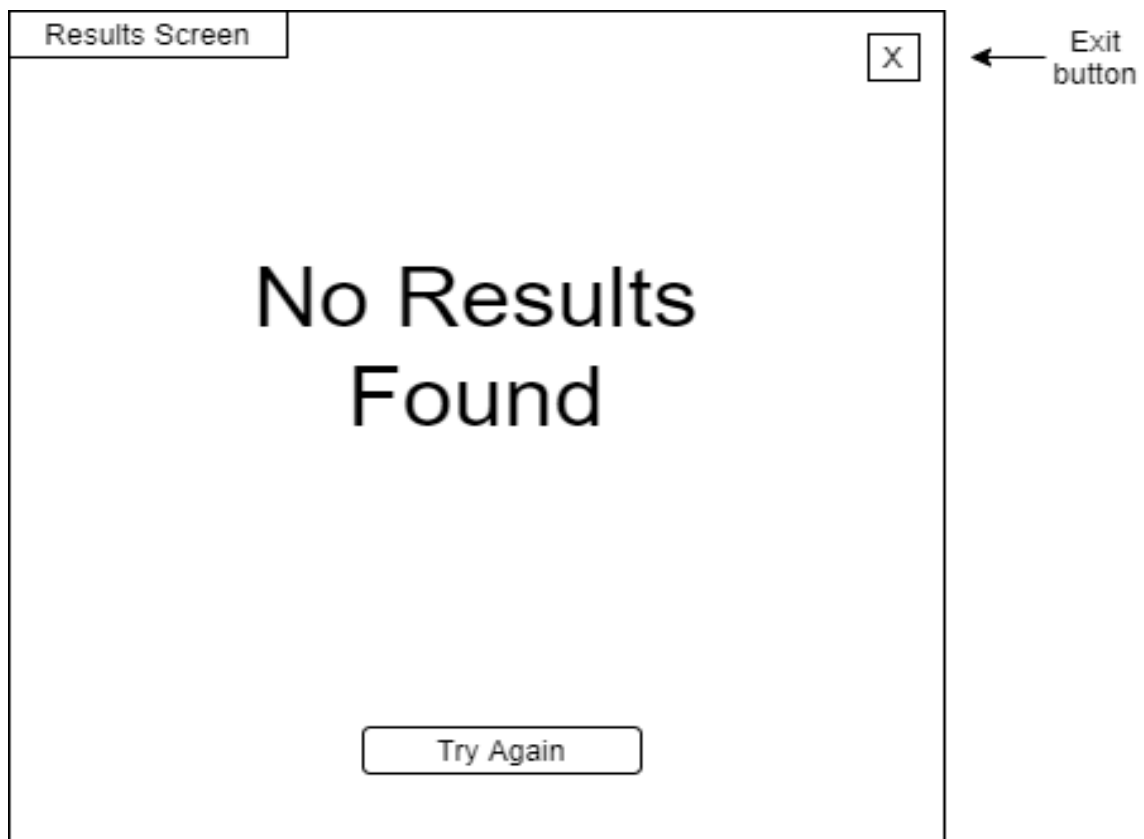 Results Screen
X
Exit
button
No Results
Found
Try Again